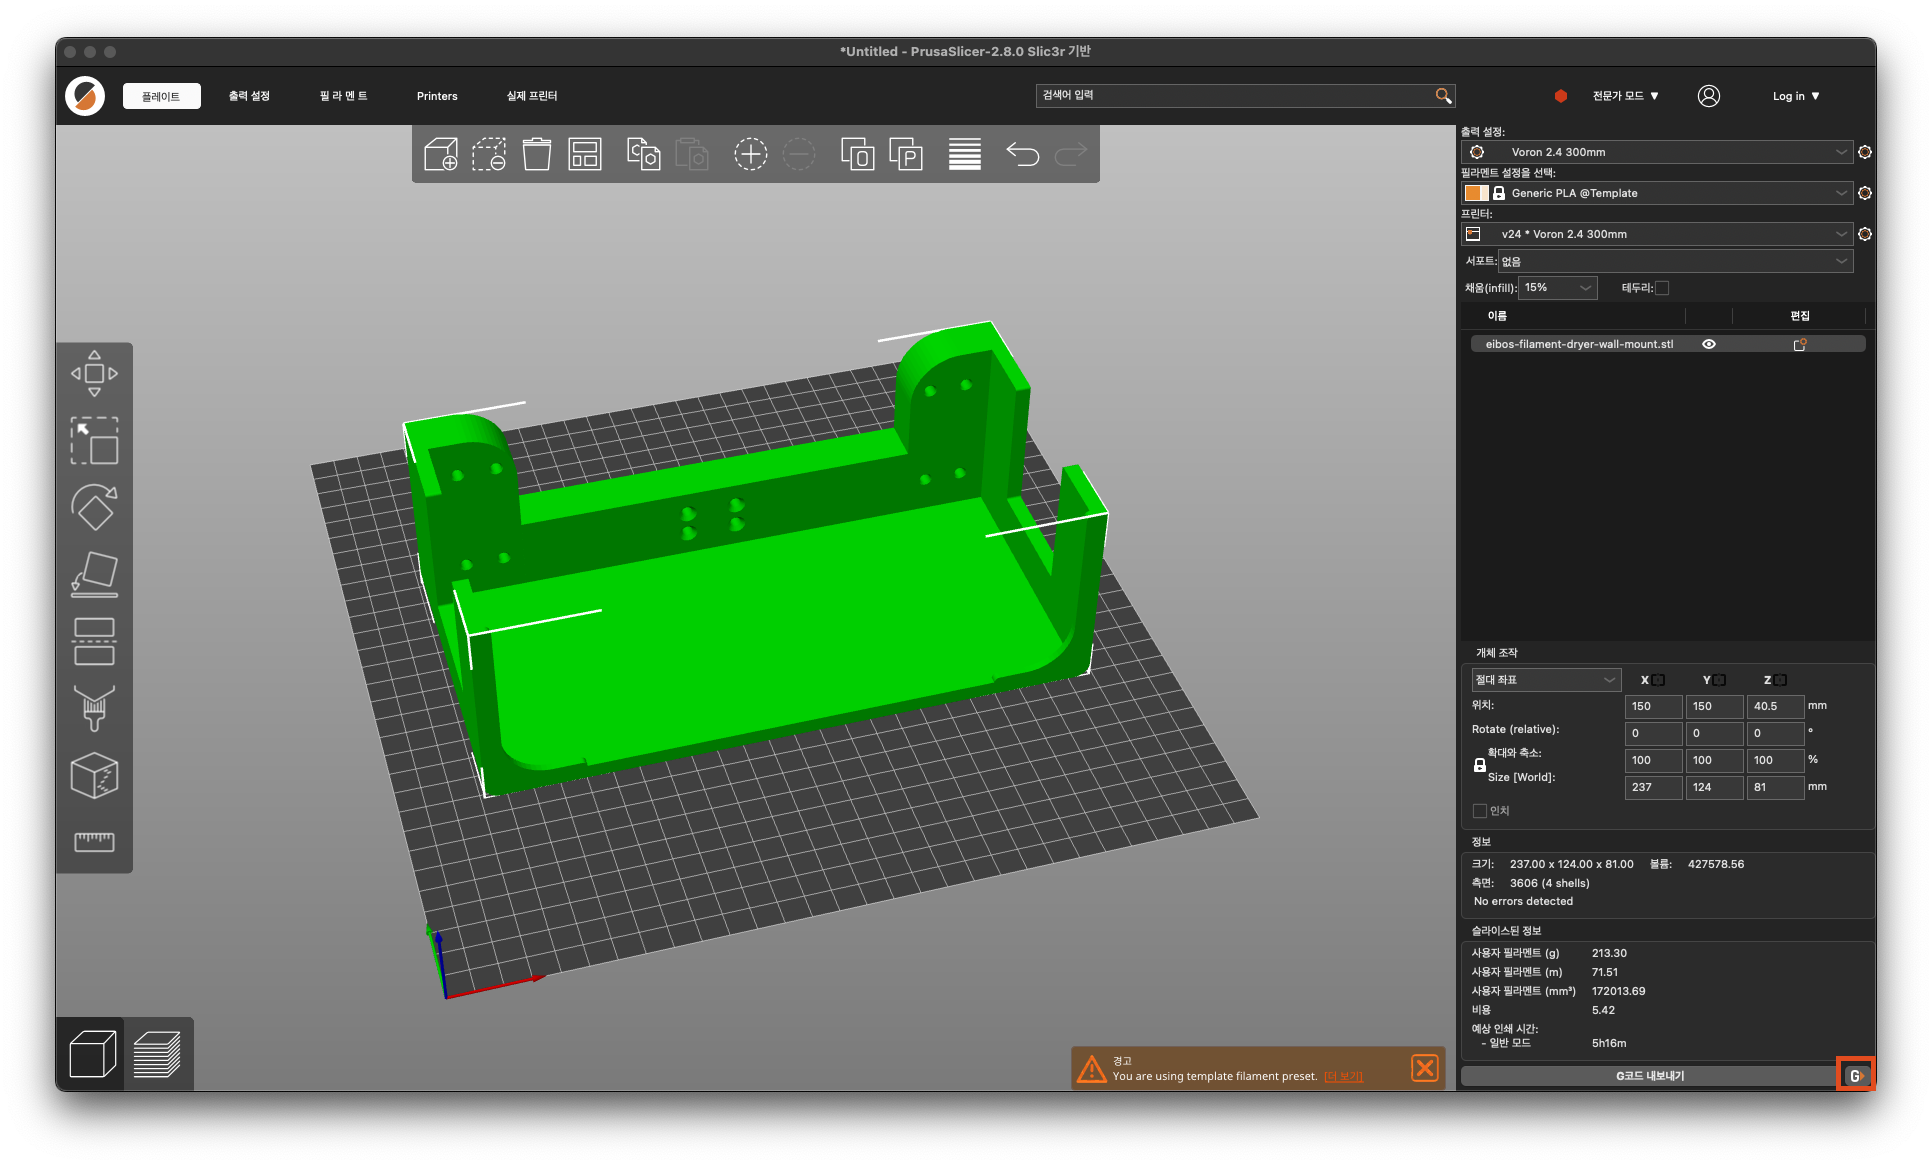 *Untitled - PrusaSlicer-2.8.0 Slic3r 기반
플레이트 출력 설정 필 라 멘 트 Printers 실제 프린터 검색어 입력 전문가 모드 ▼ Log in ▼
O P
출력 설정:
Voron 2.4 300mm
필라멘트 설정을 선택:
Generic PLA @Template
프린터:
v24 * Voron 2.4 300mm
서포트: 없음
채움(infill): 15% 테두리:
이름 편집
eibos-filament-dryer-wall-mount.stl
개체 조작
절대 좌표 X Y Z
위치: 150 150 40.5 mm
Rotate (relative): 0 0 0 °
확대와 축소: 100 100 100 %
Size [World]: 237 124 81 mm
인치
정보
크기: 237.00 x 124.00 x 81.00 볼륨: 427578.56
측면: 3606 (4 shells)
No errors detected
슬라이스된 정보
사용자 필라멘트 (g) 213.30
사용자 필라멘트 (m) 71.51
사용자 필라멘트 (mm³) 172013.69
비용 5.42
예상 인쇄 시간:
- 일반 모드 5h16m
경고
You are using template filament preset. [더 보기]
G코드 내보내기 G